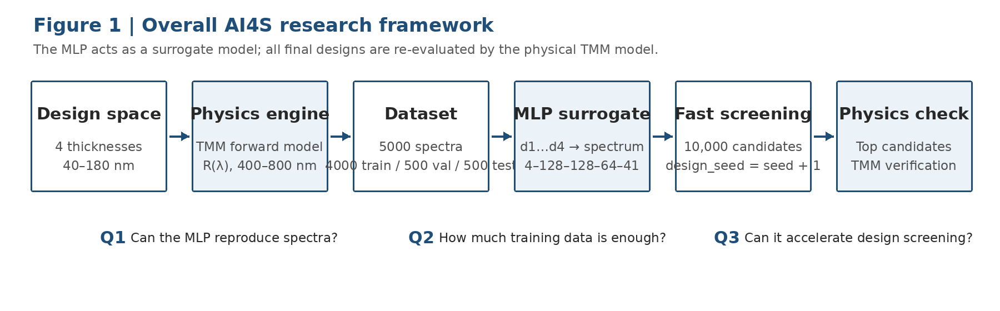 Figure 1 | Overall AI4S research framework
The MLP acts as a surrogate model; all final designs are re-evaluated by the physical TMM model.
Design space
4 thicknesses
40–180 nm
Physics engine
TMM forward model
R(λ), 400–800 nm
Dataset
5000 spectra
4000 train / 500 val / 500 test
MLP surrogate
d1…d4 → spectrum
4–128–128–64–41
Fast screening
10,000 candidates
design_seed = seed + 1
Physics check
Top candidates
TMM verification
Q1 Can the MLP reproduce spectra?
Q2 How much training data is enough?
Q3 Can it accelerate design screening?